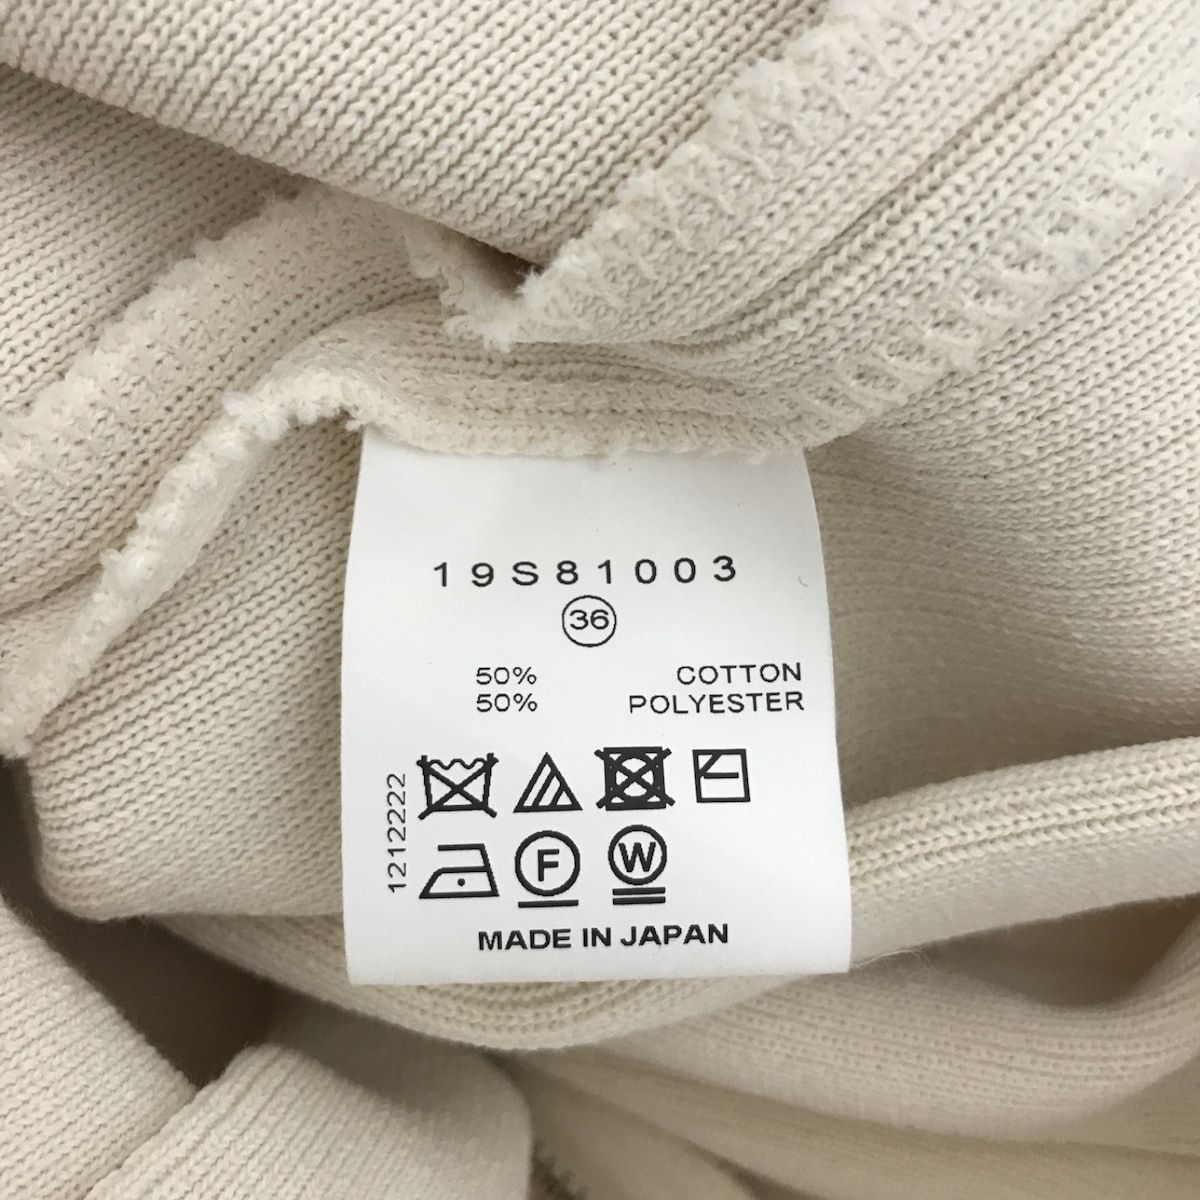 19S81003
36
50% COTTON
50% POLYESTER
1212222
F W
MADE IN JAPAN